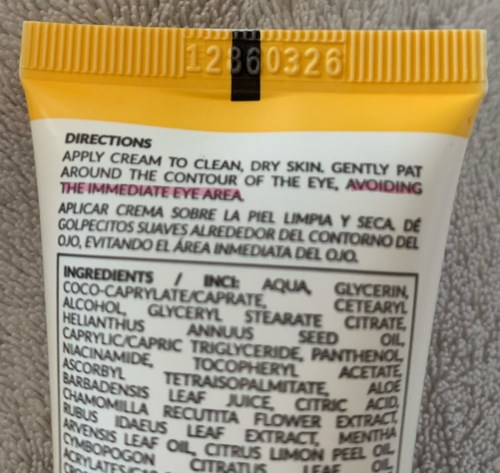 12860326
DIRECTIONS
APPLY CREAM TO CLEAN, DRY SKIN. GENTLY PAT
AROUND THE CONTOUR OF THE EYE, AVOIDING
THE IMMEDIATE EYE AREA.
APLICAR CREMA SOBRE LA PIEL LIMPIA Y SECA. DÉ
GOLPECITOS SUAVES ALREDEDOR DEL CONTORNO DEL
OJO, EVITANDO EL ÁREA INMEDIATA DEL OJO.
INGREDIENTS / INCI: AQUA, GLYCERIN,
COCO-CAPRYLATE/CAPRATE, CETEARYL
ALCOHOL, GLYCERYL STEARATE CITRATE,
HELIANTHUS ANNUUS SEED OIL,
CAPRYLIC/CAPRIC TRIGLYCERIDE, PANTHENOL,
NIACINAMIDE, TOCOPHERYL ACETATE,
ASCORBYL TETRAISOPALMITATE, ALOE
BARBADENSIS LEAF JUICE, CITRIC ACID,
CHAMOMILLA RECUTITA FLOWER EXTRACT,
RUBUS IDAEUS LEAF EXTRACT, MENTHA
ARVENSIS LEAF OIL, CITRUS LIMON PEEL OIL,
CYMBOPOGON CITRATUS LEAF